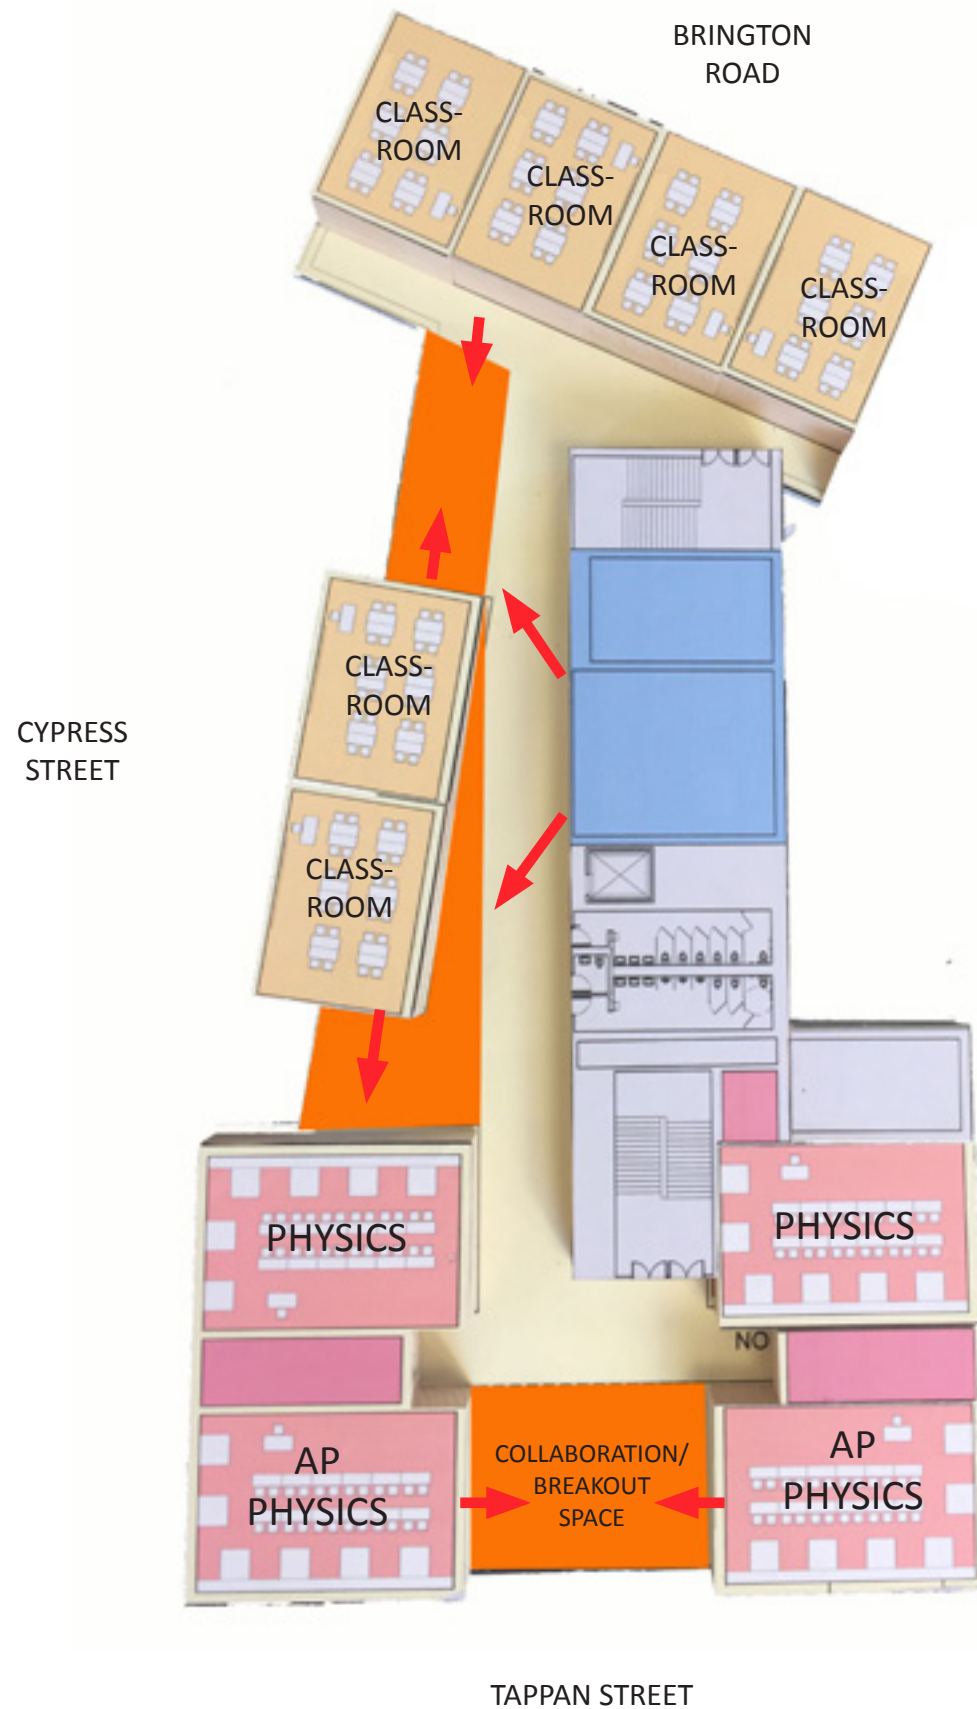 BRINGTON
ROAD
CLASS-
ROOM
CLASS-
ROOM
CLASS-
ROOM
CLASS-
ROOM
CLASS-
ROOM
CYPRESS
STREET
CLASS-
ROOM
PHYSICS
PHYSICS
NO
COLLABORATION/
BREAKOUT
SPACE
AP
PHYSICS
AP
PHYSICS
TAPPAN STREET